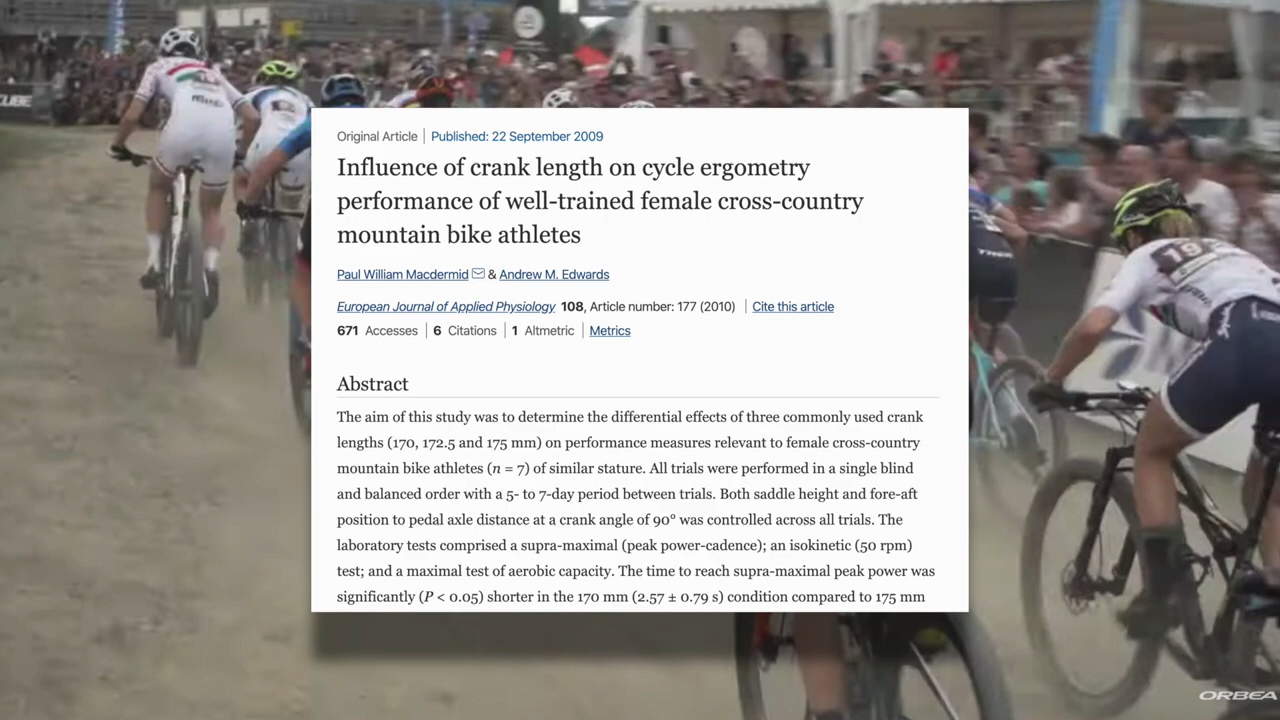 CUBE
Original Article | Published: 22 September 2009
Influence of crank length on cycle ergometry
performance of well-trained female cross-country
mountain bike athletes
Paul William Macdermid & Andrew M. Edwards
European Journal of Applied Physiology 108, Article number: 177 (2010) | Cite this article
671 Accesses | 6 Citations | 1 Altmetric | Metrics
Abstract
The aim of this study was to determine the differential effects of three commonly used crank
lengths (170, 172.5 and 175 mm) on performance measures relevant to female cross-country
mountain bike athletes (n = 7) of similar stature. All trials were performed in a single blind
and balanced order with a 5- to 7-day period between trials. Both saddle height and fore-aft
position to pedal axle distance at a crank angle of 90° was controlled across all trials. The
laboratory tests comprised a supra-maximal (peak power-cadence); an isokinetic (50 rpm)
test; and a maximal test of aerobic capacity. The time to reach supra-maximal peak power was
significantly (P < 0.05) shorter in the 170 mm (2.57 ± 0.79 s) condition compared to 175 mm
ORBEA